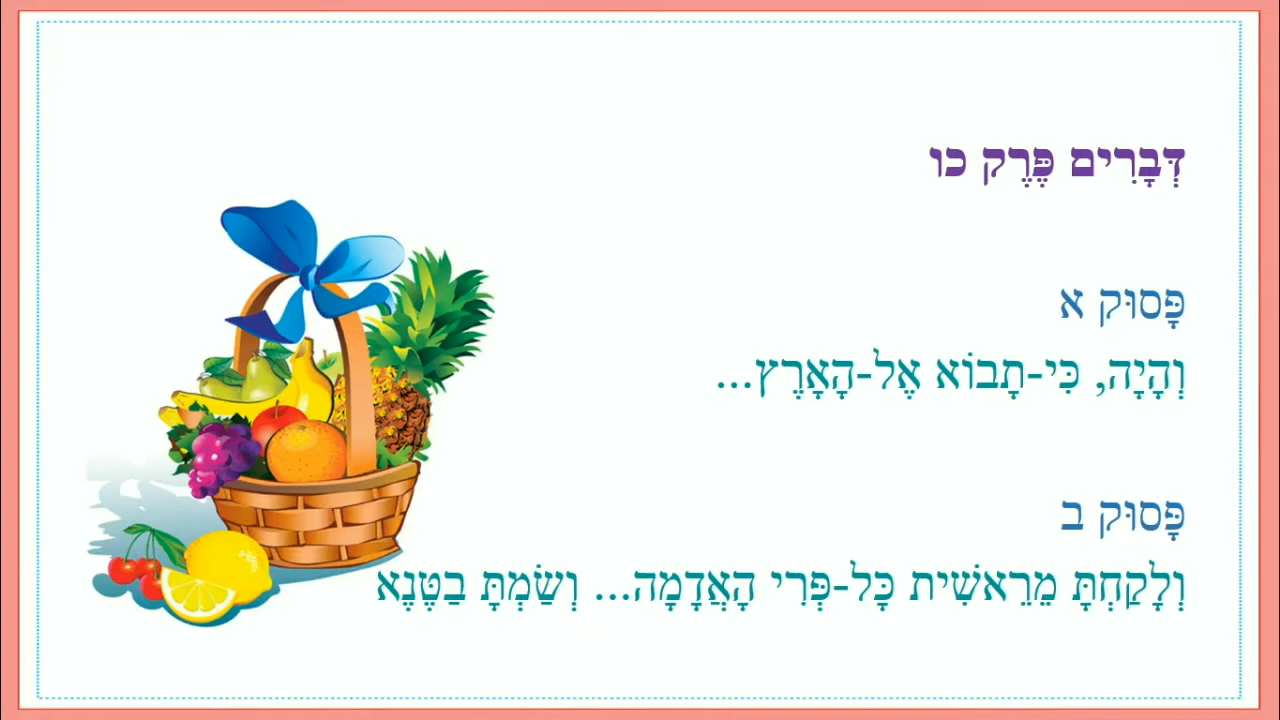 דְּבָרִים פֶּרֶק כו
פָּסוּק א
וְהָיָה, כִּי-תָבוֹא אֶל-הָאָרֶץ...
פָּסוּק ב
וְלָקַחְתָּ מֵרֵאשִׁית כָּל-פְּרִי הָאֲדָמָה... וְשַׂמְתָּ בַטֶּנֶא